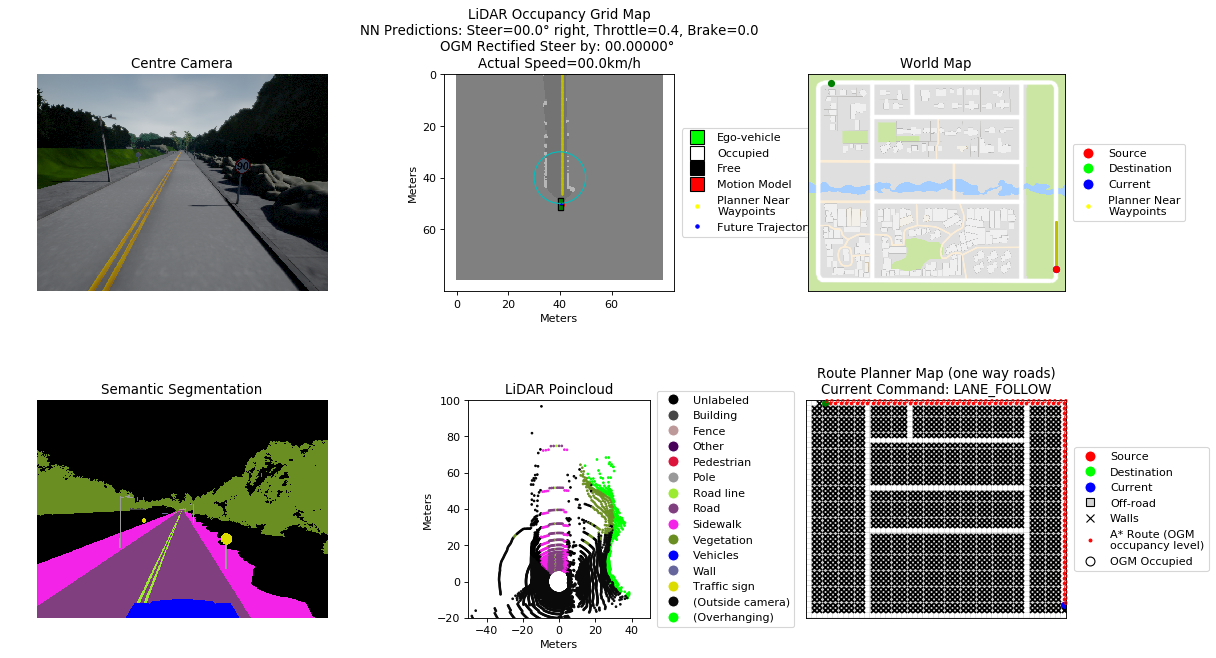 LiDAR Occupancy Grid Map
NN Predictions: Steer=00.0° right, Throttle=0.4, Brake=0.0
OGM Rectified Steer by: 00.00000°
Actual Speed=00.0km/h
Centre Camera
90
0
20
40
60
Meters
0
20
40
60
Meters
Ego-vehicle
Occupied
Free
Motion Model
Planner Near
Waypoints
Future Trajector
World Map
Source
Destination
Current
Planner Near
Waypoints
Semantic Segmentation
LiDAR Poincloud
100
80
60
40
20
0
−20
Meters
−40
−20
0
20
40
Meters
Unlabeled
Building
Fence
Other
Pedestrian
Pole
Road line
Road
Sidewalk
Vegetation
Vehicles
Wall
Traffic sign
(Outside camera)
(Overhanging)
Route Planner Map (one way roads)
Current Command: LANE_FOLLOW
Source
Destination
Current
Off-road
Walls
A* Route (OGM
occupancy level)
OGM Occupied